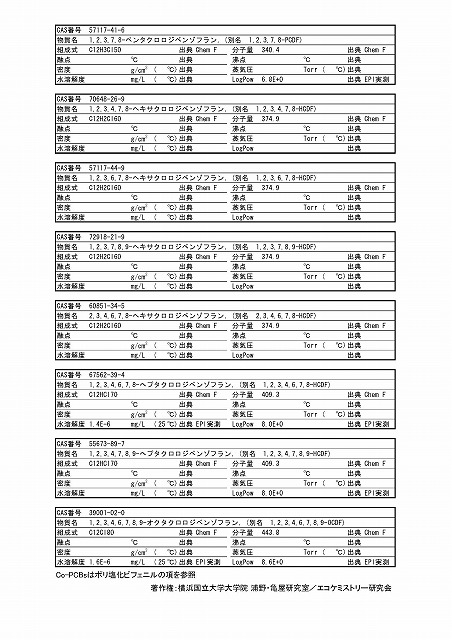 CAS番号 57117-41-6
物質名 1,2,3,7,8-ペンタクロロジベンゾフラン, (別名 1,2,3,7,8-PCDF)
組成式 C12H3Cl5O 出典 Chem F 分子量 340.4 出典 Chem F
融点 ℃ 出典 沸点 ℃ 出典
密度 g/cm³ ( ℃) 出典 蒸気圧 Torr ( ℃) 出典
水溶解度 mg/L ( ℃) 出典 LogPow 6.8E+0 出典 EPI実測
CAS番号 70648-26-9
物質名 1,2,3,4,7,8-ヘキサクロロジベンゾフラン, (別名 1,2,3,4,7,8-HCDF)
組成式 C12H2Cl6O 出典 Chem F 分子量 374.9 出典 Chem F
融点 ℃ 出典 沸点 ℃ 出典
密度 g/cm³ ( ℃) 出典 蒸気圧 Torr ( ℃) 出典
水溶解度 mg/L ( ℃) 出典 LogPow 出典
CAS番号 57117-44-9
物質名 1,2,3,6,7,8-ヘキサクロロジベンゾフラン, (別名 1,2,3,6,7,8-HCDF)
組成式 C12H2Cl6O 出典 Chem F 分子量 374.9 出典 Chem F
融点 ℃ 出典 沸点 ℃ 出典
密度 g/cm³ ( ℃) 出典 蒸気圧 Torr ( ℃) 出典
水溶解度 mg/L ( ℃) 出典 LogPow 出典
CAS番号 72918-21-9
物質名 1,2,3,7,8,9-ヘキサクロロジベンゾフラン, (別名 1,2,3,7,8,9-HCDF)
組成式 C12H2Cl6O 出典 Chem F 分子量 374.9 出典 Chem F
融点 ℃ 出典 沸点 ℃ 出典
密度 g/cm³ ( ℃) 出典 蒸気圧 Torr ( ℃) 出典
水溶解度 mg/L ( ℃) 出典 LogPow 出典
CAS番号 60851-34-5
物質名 2,3,4,6,7,8-ヘキサクロロジベンゾフラン, (別名 2,3,4,6,7,8-HCDF)
組成式 C12H2Cl6O 出典 Chem F 分子量 374.9 出典 Chem F
融点 ℃ 出典 沸点 ℃ 出典
密度 g/cm³ ( ℃) 出典 蒸気圧 Torr ( ℃) 出典
水溶解度 mg/L ( ℃) 出典 LogPow 出典
CAS番号 67562-39-4
物質名 1,2,3,4,6,7,8-ヘプタクロロジベンゾフラン, (別名 1,2,3,4,6,7,8-HCDF)
組成式 C12HCl7O 出典 Chem F 分子量 409.3 出典 Chem F
融点 ℃ 出典 沸点 ℃ 出典
密度 g/cm³ ( ℃) 出典 蒸気圧 Torr ( ℃) 出典
水溶解度 1.4E-6 mg/L (25℃) 出典 EPI実測 LogPow 8.0E+0 出典 EPI実測
CAS番号 55673-89-7
物質名 1,2,3,4,7,8,9-ヘプタクロロジベンゾフラン, (別名 1,2,3,4,7,8,9-HCDF)
組成式 C12HCl7O 出典 Chem F 分子量 409.3 出典 Chem F
融点 ℃ 出典 沸点 ℃ 出典
密度 g/cm³ ( ℃) 出典 蒸気圧 Torr ( ℃) 出典
水溶解度 mg/L ( ℃) 出典 LogPow 8.0E+0 出典 EPI実測
CAS番号 39001-02-0
物質名 1,2,3,4,6,7,8,9-オクタクロロジベンゾフラン, (別名 1,2,3,4,6,7,8,9-OCDF)
組成式 C12Cl8O 出典 Chem F 分子量 443.8 出典 Chem F
融点 ℃ 出典 沸点 ℃ 出典
密度 g/cm³ ( ℃) 出典 蒸気圧 Torr ( ℃) 出典
水溶解度 1.6E-6 mg/L (25℃) 出典 EPI実測 LogPow 8.6E+0 出典 EPI実測
Co-PCBsはポリ塩化ビフェニルの項を参照
著作権:横浜国立大学大学院 浦野・亀屋研究室/エコケミストリー研究会